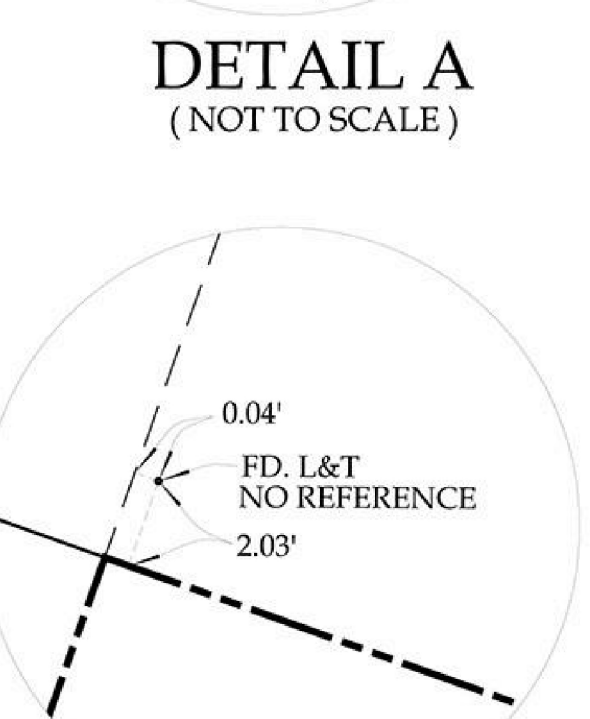 DETAIL A
( NOT TO SCALE )
0.04'
FD. L&T
NO REFERENCE
2.03'